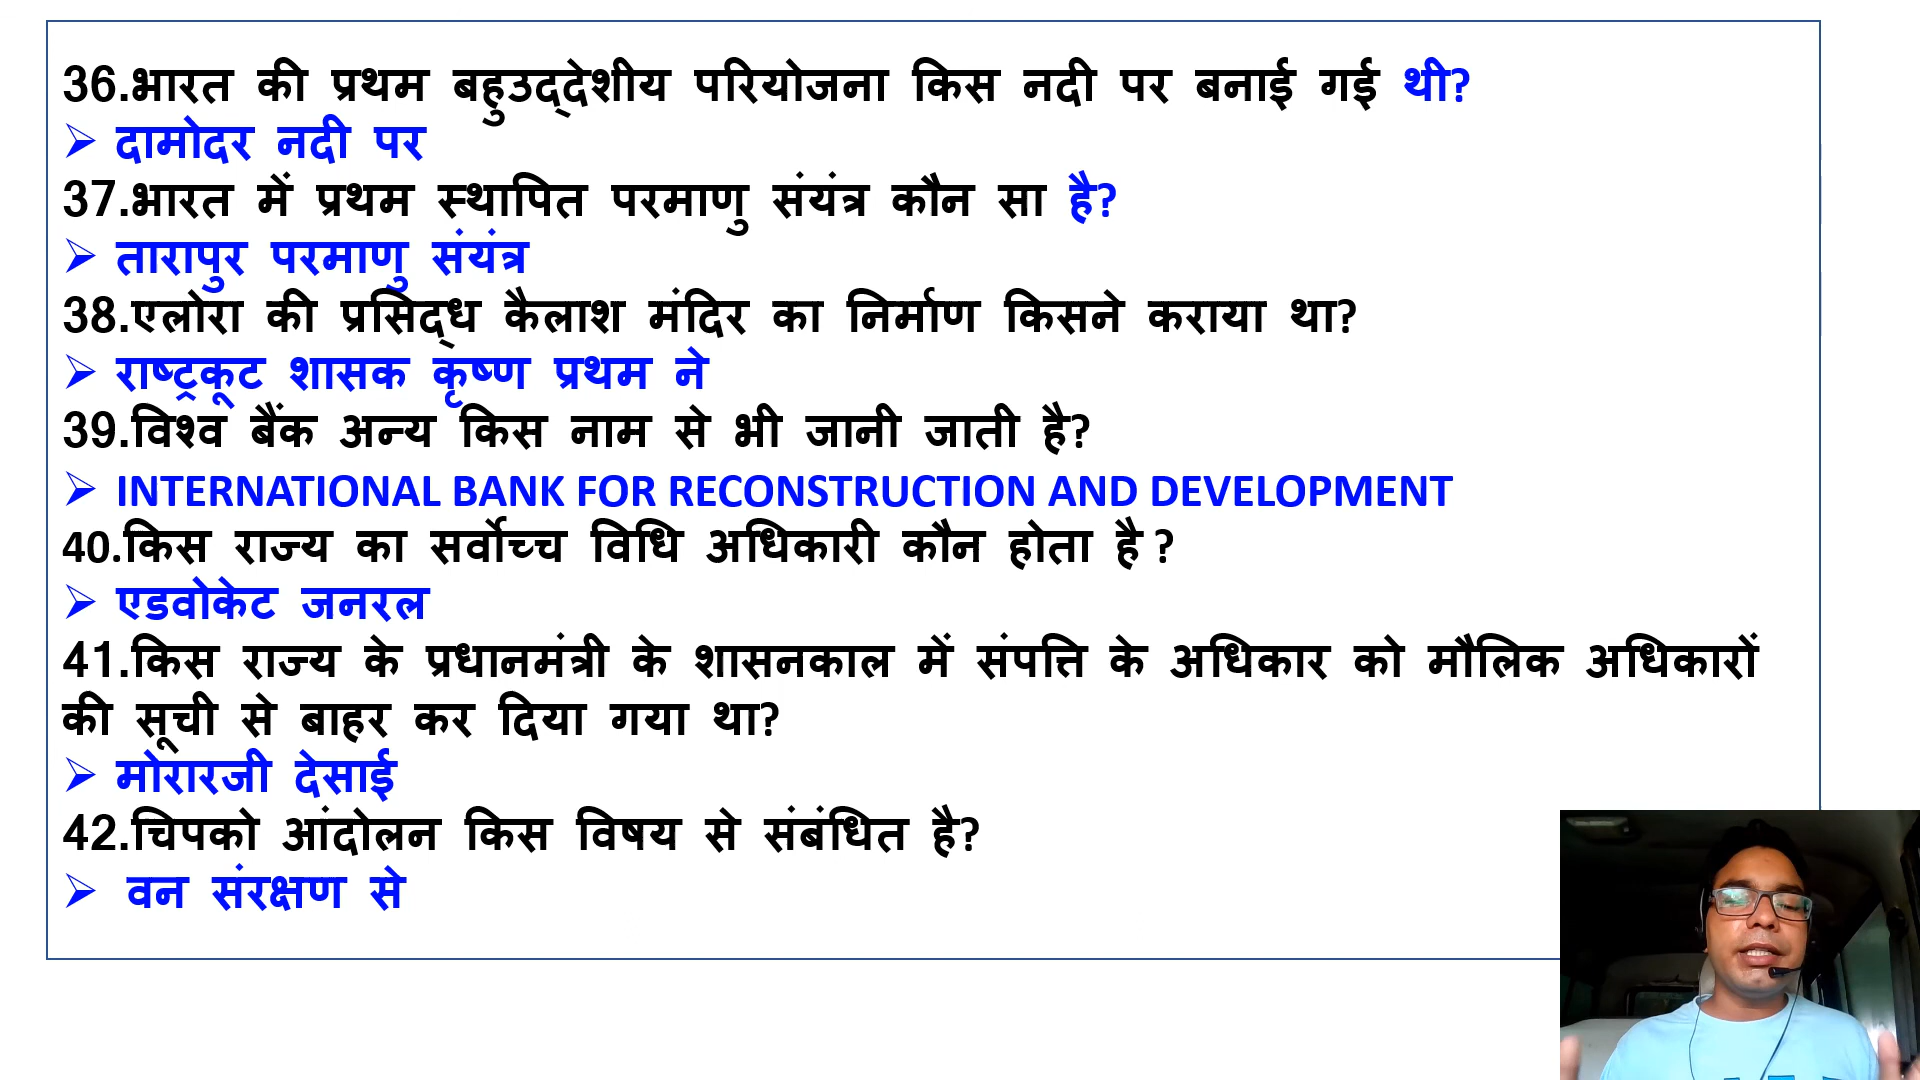 36.भारत की प्रथम बहुउद्देशीय परियोजना किस नदी पर बनाई गई थी?
➢ दामोदर नदी पर
37.भारत में प्रथम स्थापित परमाणु संयंत्र कौन सा है?
➢ तारापुर परमाणु संयंत्र
38.एलोरा की प्रसिद्ध कैलाश मंदिर का निर्माण किसने कराया था?
➢ राष्ट्रकूट शासक कृष्ण प्रथम ने
39.विश्व बैंक अन्य किस नाम से भी जानी जाती है?
➢ INTERNATIONAL BANK FOR RECONSTRUCTION AND DEVELOPMENT
40.किस राज्य का सर्वोच्च विधि अधिकारी कौन होता है ?
➢ एडवोकेट जनरल
41.किस राज्य के प्रधानमंत्री के शासनकाल में संपत्ति के अधिकार को मौलिक अधिकारों
की सूची से बाहर कर दिया गया था?
➢ मोरारजी देसाई
42.चिपको आंदोलन किस विषय से संबंधित है?
➢ वन संरक्षण से